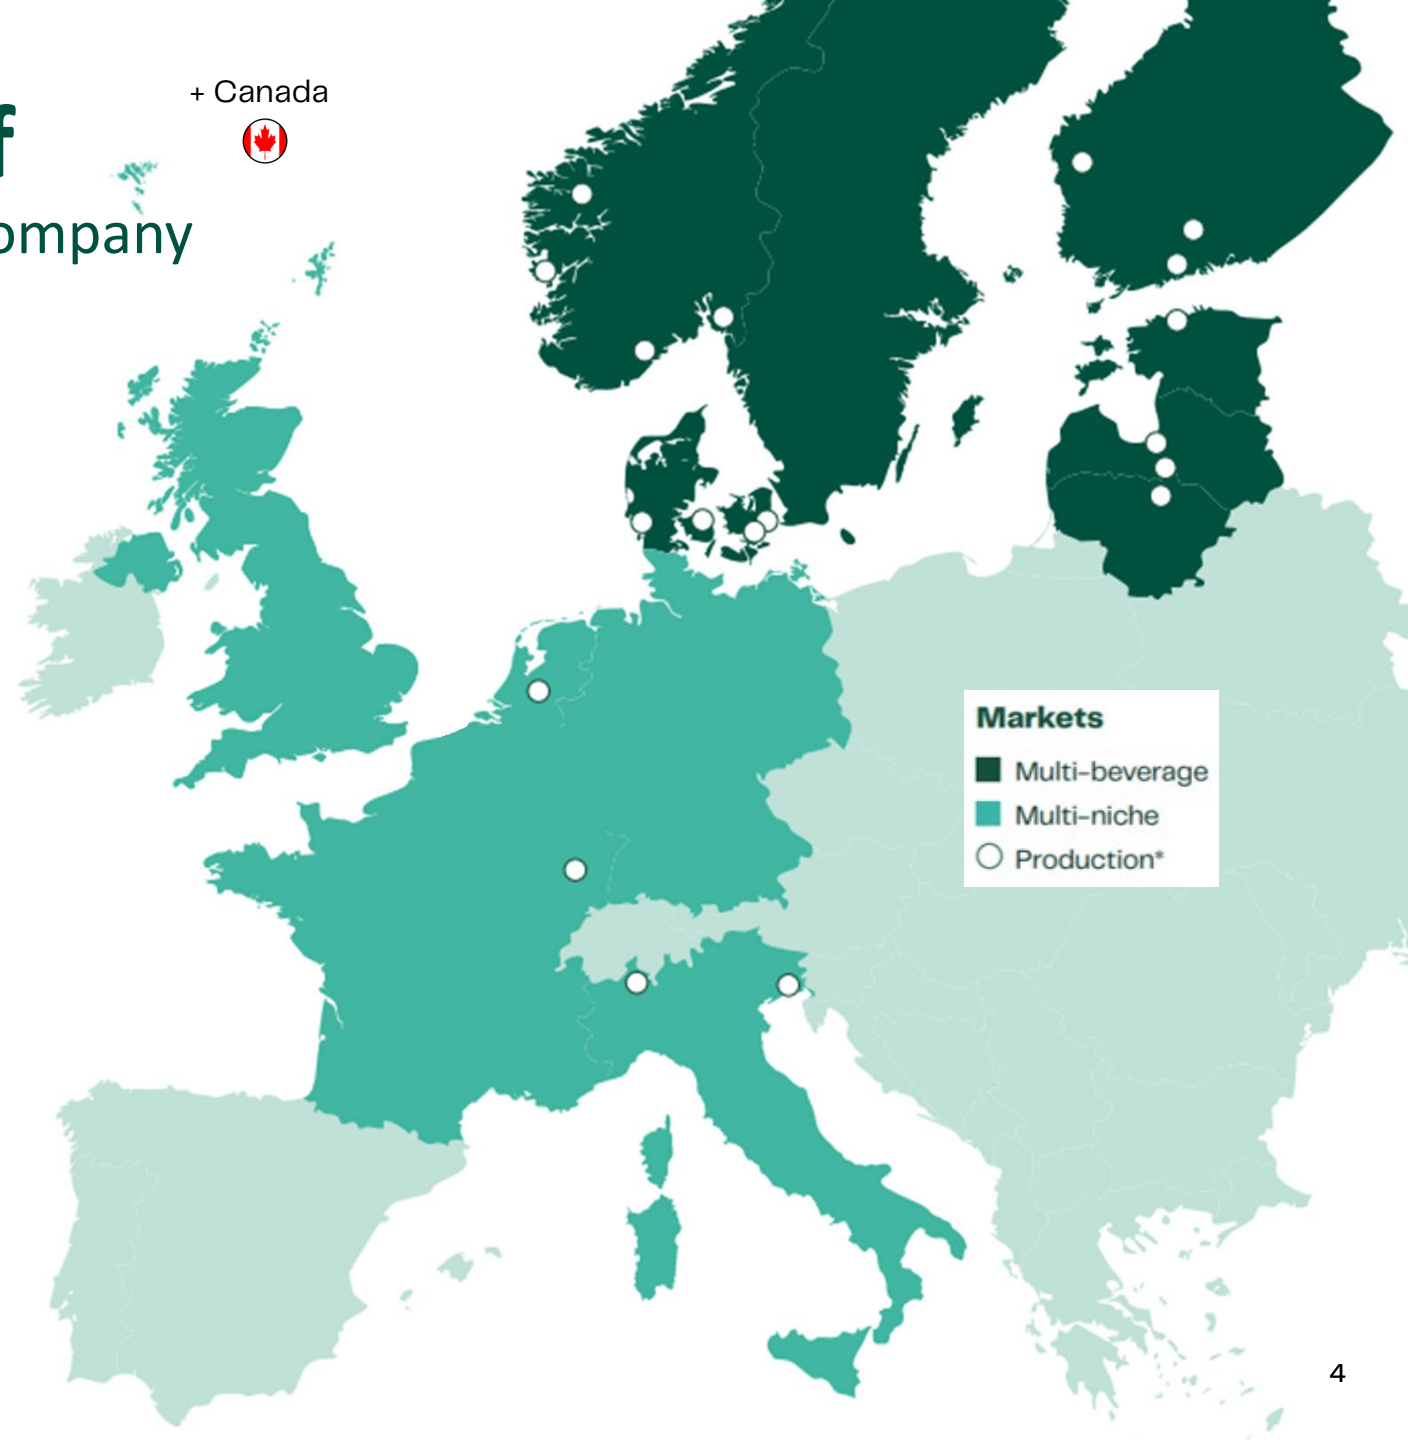 + Canada
f
ompany
Markets
Multi-beverage
Multi-niche
Production*
4